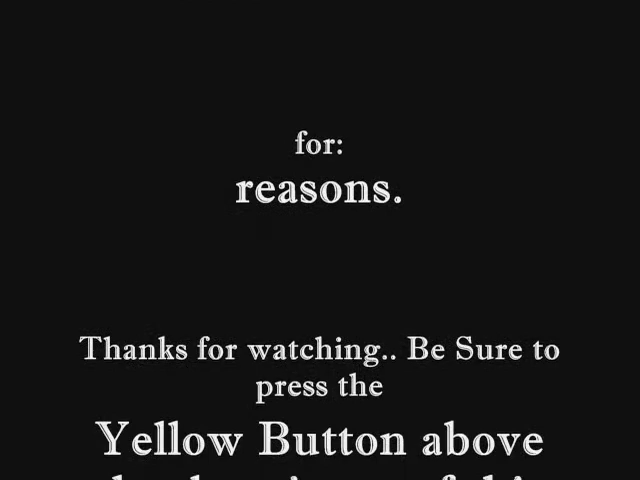 for:
reasons.
Thanks for watching.. Be Sure to
press the
Yellow Button above